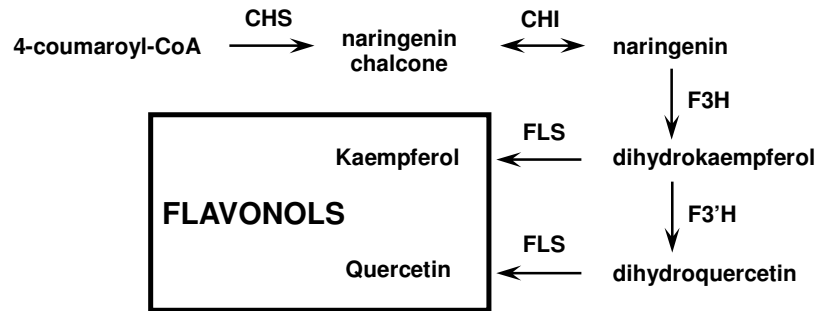 CHS
CHI
4-coumaroyl-CoA
naringenin
chalcone
naringenin
F3H
FLS
Kaempferol
dihydrokaempferol
FLAVONOLS
F3'H
FLS
Quercetin
dihydroquercetin